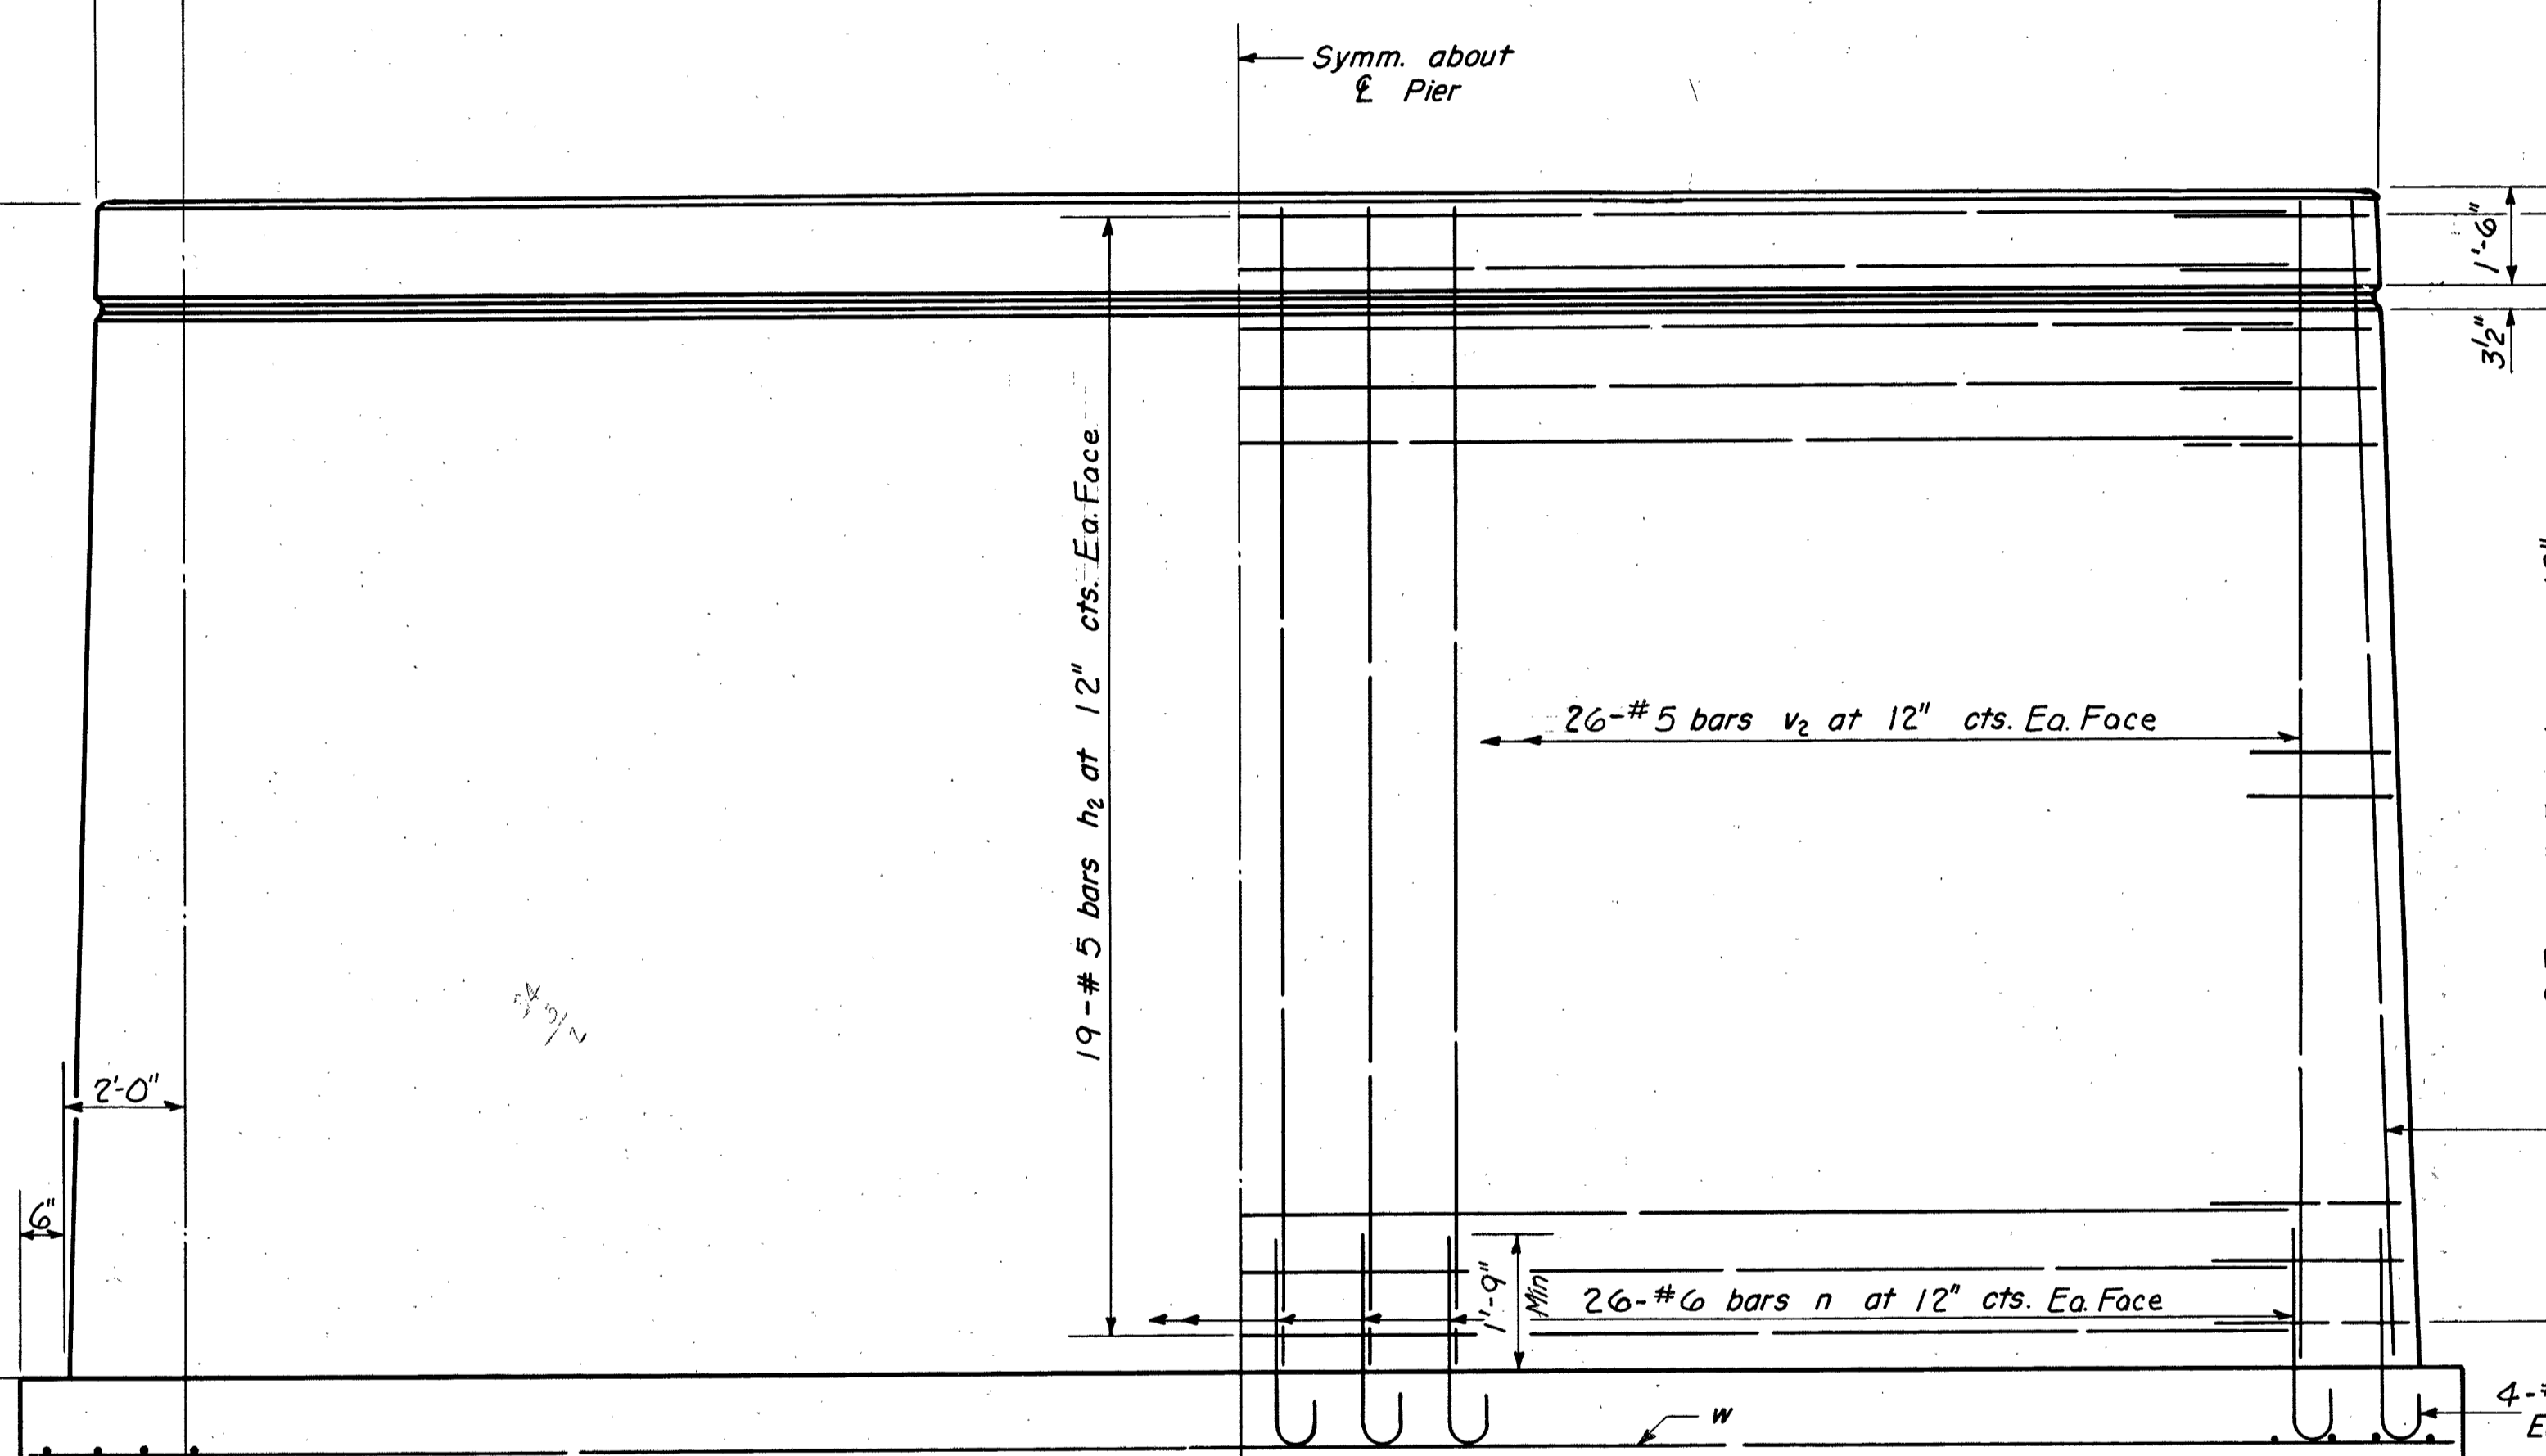 Symm. about
℄ Pier
1'-6"
3½"
19-#5 bars h₂ at 12" cts. Ea. Face
26-#5 bars v₂ at 12" cts. Ea. Face
2'-0"
6"
1'-9"
Min
26-#6 bars n at 12" cts. Ea. Face
w
4-#
E